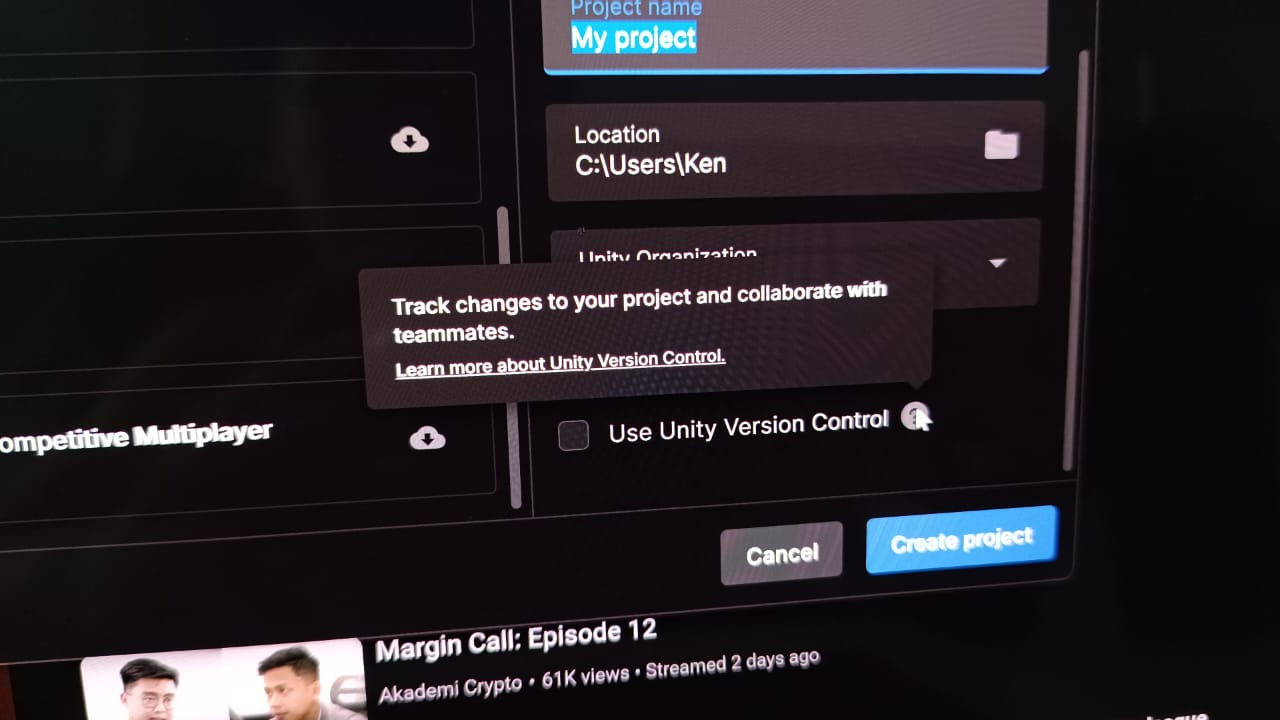 Project name
My project
Location
C:\Users\Ken
Unity Organization
Track changes to your project and collaborate with
teammates.
Learn more about Unity Version Control.
ompetitive Multiplayer
Use Unity Version Control
Cancel
Create project
Margin Call: Episode 12
Akademi Crypto • 61K views • Streamed 2 days ago